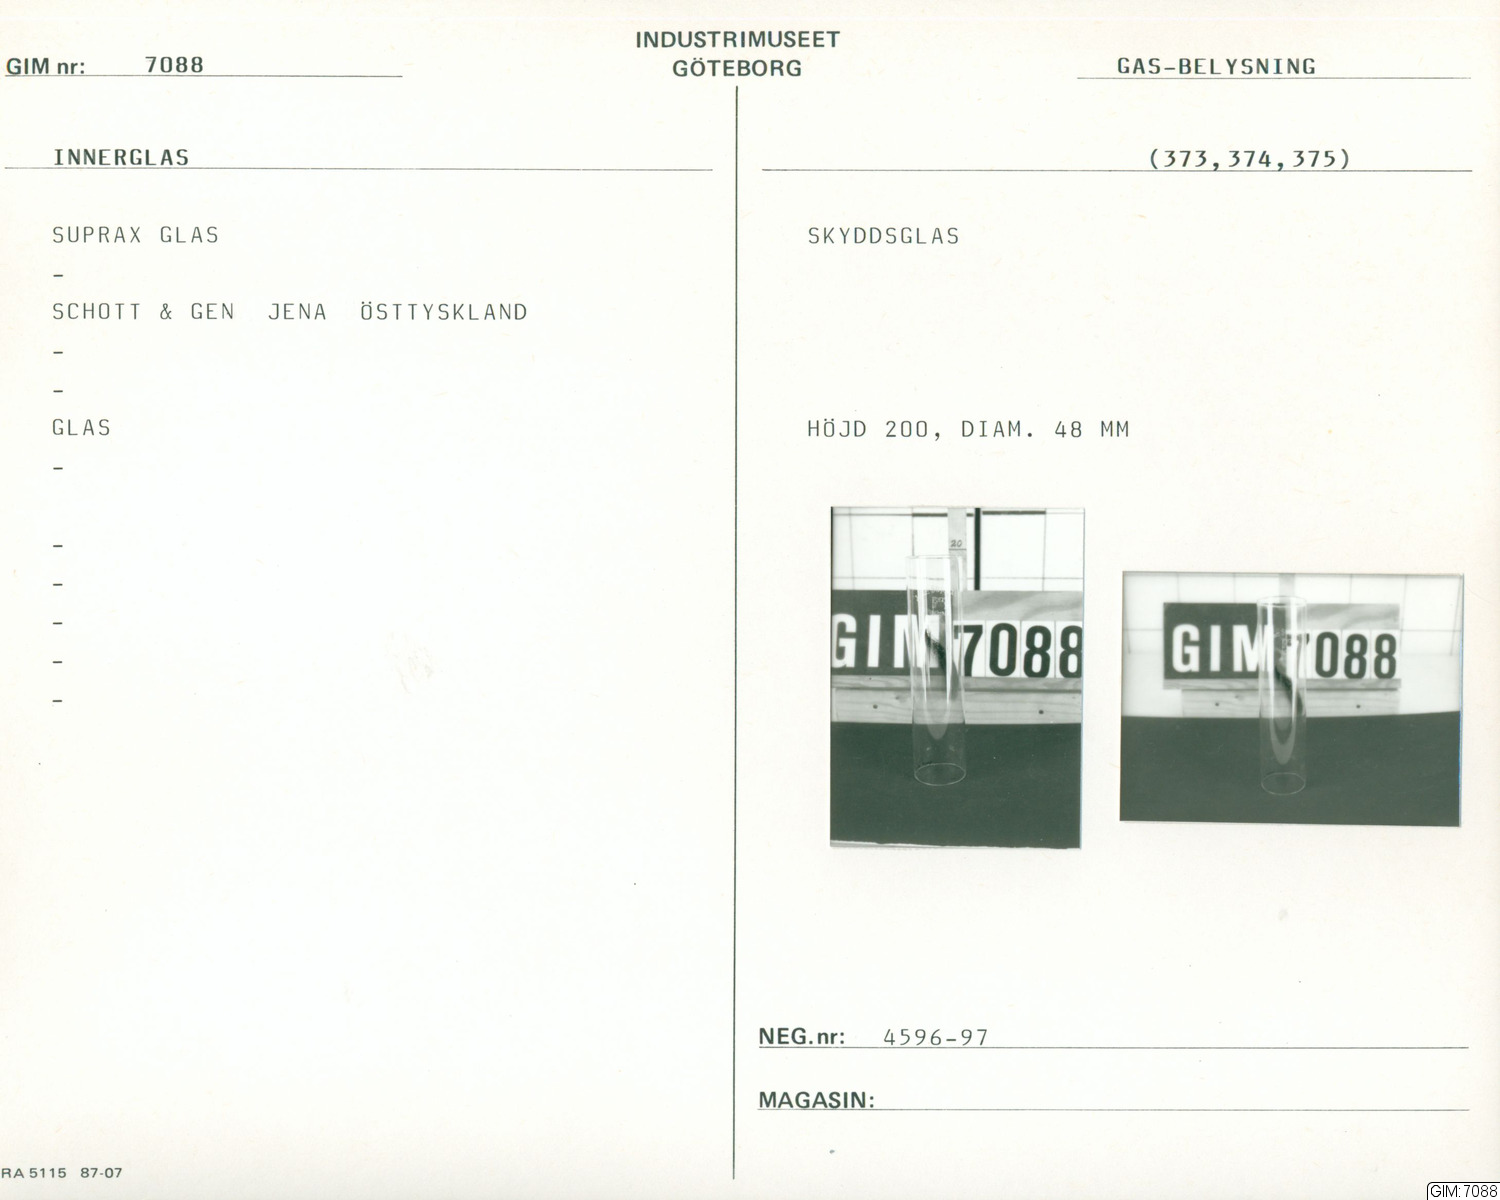 INDUSTRIMUSEET
GÖTEBORG
GIM nr: 7088
GAS-BELYSNING
INNERGLAS
(373,374,375)
SUPRAX GLAS
-
SCHOTT & GEN JENA ÖSTTYSKLAND
-
-
GLAS
-
-
-
-
-
-
SKYDDSGLAS
HÖJD 200, DIAM. 48 MM
20
GIM 7088
GIM 7088
NEG.nr: 4596-97
MAGASIN:
RA 5115 87-07
GIM:7088